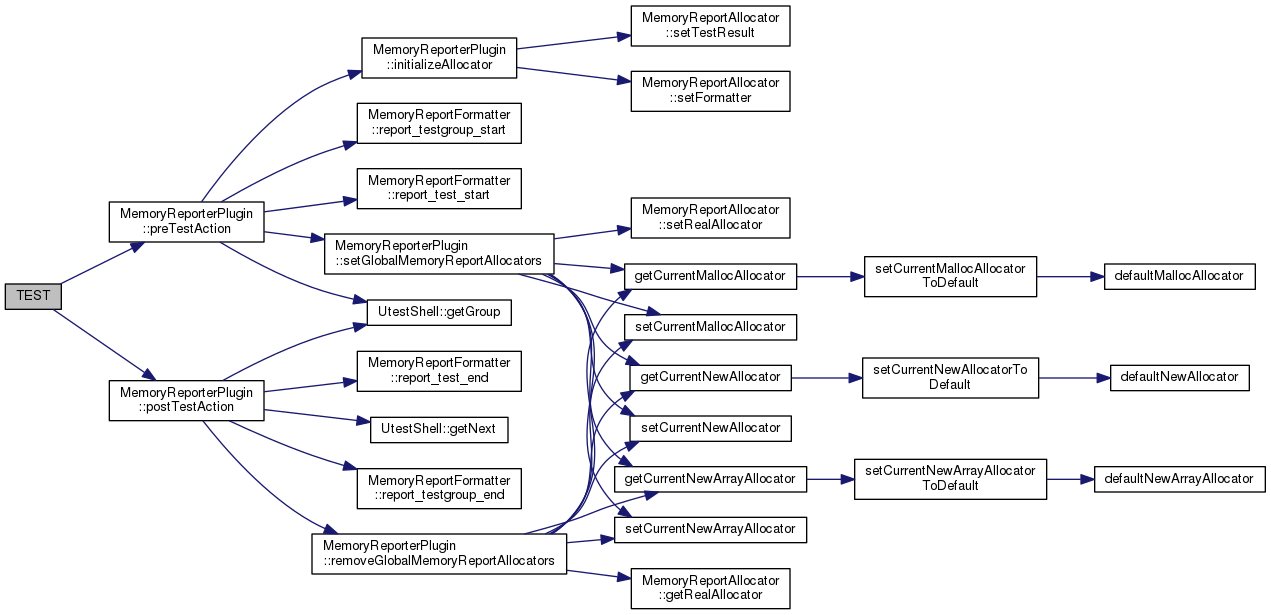 TEST
MemoryReporterPlugin
::preTestAction
MemoryReporterPlugin
::postTestAction
MemoryReporterPlugin
::initializeAllocator
MemoryReportFormatter
::report_testgroup_start
MemoryReportFormatter
::report_test_start
MemoryReporterPlugin
::setGlobalMemoryReportAllocators
UtestShell::getGroup
MemoryReportFormatter
::report_test_end
UtestShell::getNext
MemoryReportFormatter
::report_testgroup_end
MemoryReporterPlugin
::removeGlobalMemoryReportAllocators
MemoryReportAllocator
::setTestResult
MemoryReportAllocator
::setFormatter
MemoryReportAllocator
::setRealAllocator
getCurrentMallocAllocator
setCurrentMallocAllocator
getCurrentNewAllocator
setCurrentNewAllocator
getCurrentNewArrayAllocator
setCurrentNewArrayAllocator
MemoryReportAllocator
::getRealAllocator
setCurrentMallocAllocator
ToDefault
setCurrentNewAllocatorTo
Default
setCurrentNewArrayAllocator
ToDefault
defaultMallocAllocator
defaultNewAllocator
defaultNewArrayAllocator